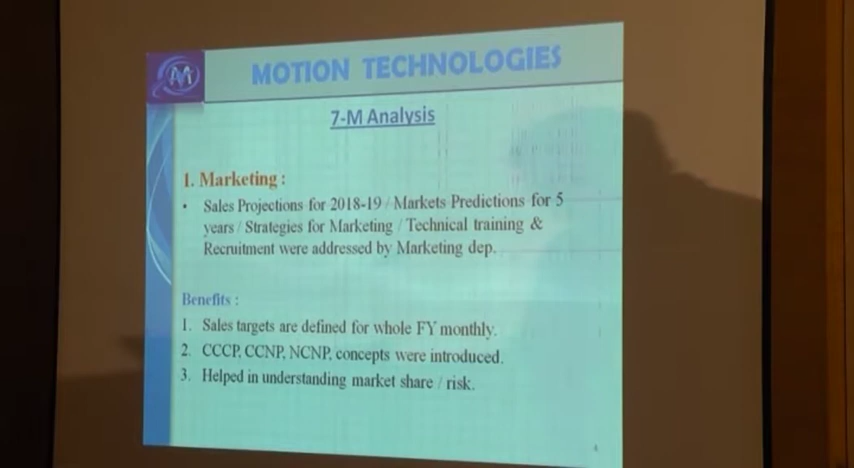 M
MOTION TECHNOLOGIES
7-M Analysis
1. Marketing :
• Sales Projections for 2018-19 / Markets Predictions for 5
years / Strategies for Marketing / Technical training &
Recruitment were addressed by Marketing dep.
Benefits :
1. Sales targets are defined for whole FY monthly.
2. CCCP, CCNP, NCNP, concepts were introduced.
3. Helped in understanding market share / risk.
4